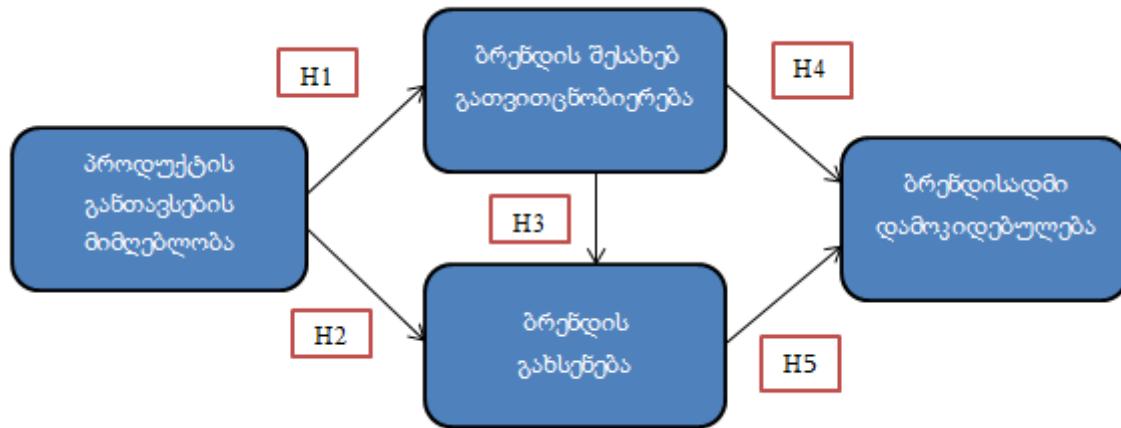 პროდუქტის
განთავსების
მიმღებლობა
H1
H2
ბრენდის შესახებ
გათვითცნობიერება
H3
ბრენდის
გახსენება
H4
H5
ბრენდისადმი
დამოკიდებულება